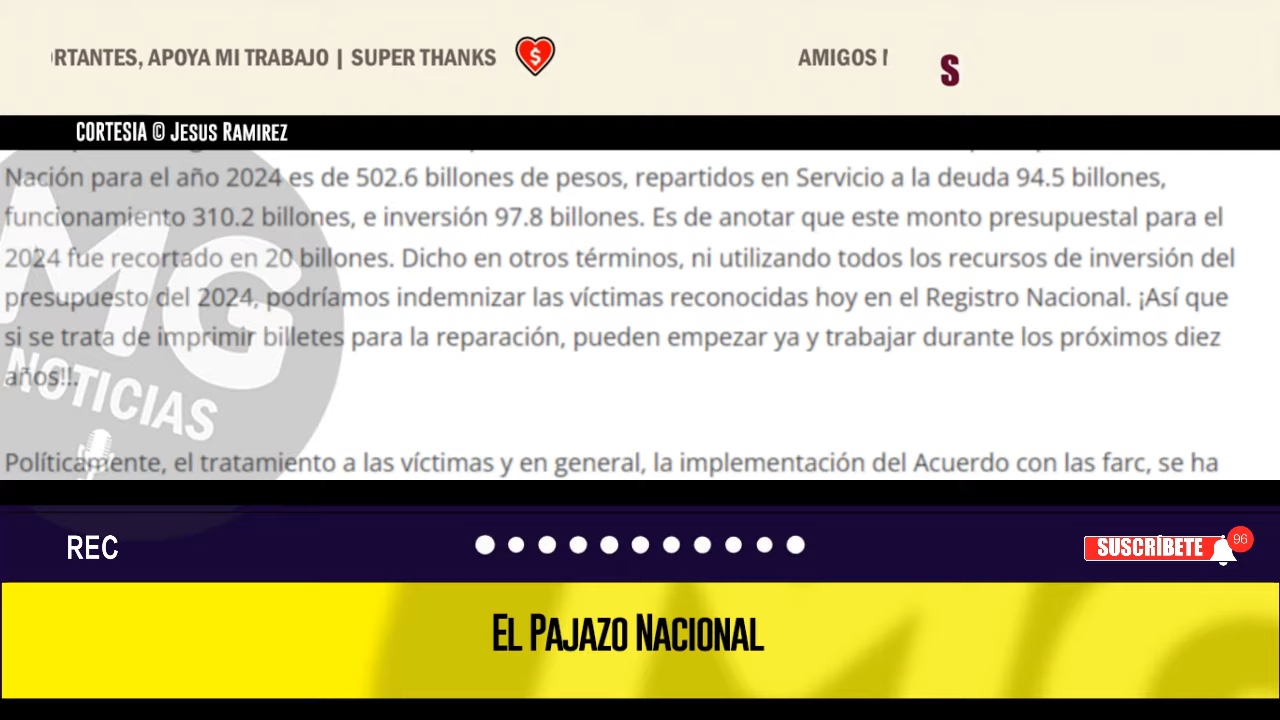 RTANTES, APOYA MI TRABAJO | SUPER THANKS
$
AMIGOS
S
CORTESIA © JESUS RAMIREZ
Nación para el año 2024 es de 502.6 billones de pesos, repartidos en Servicio a la deuda 94.5 billones,
funcionamiento 310.2 billones, e inversión 97.8 billones. Es de anotar que este monto presupuestal para el
2024 fue recortado en 20 billones. Dicho en otros términos, ni utilizando todos los recursos de inversión del
presupuesto del 2024, podríamos indemnizar las víctimas reconocidas hoy en el Registro Nacional. ¡Así que
si se trata de imprimir billetes para la reparación, pueden empezar ya y trabajar durante los próximos diez
años!!.
MG
NOTICIAS
Políticamente, el tratamiento a las víctimas y en general, la implementación del Acuerdo con las farc, se ha
REC
SUSCRÍBETE
96
EL PAJAZO NACIONAL